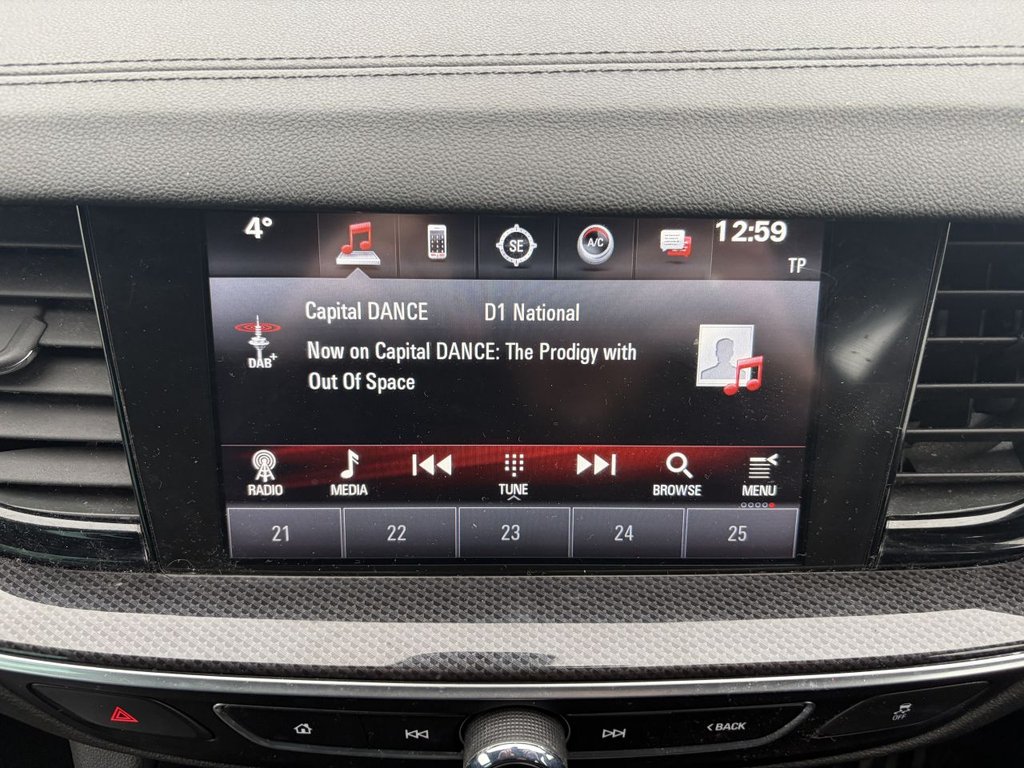 4° SE A/C 12:59
TP
Capital DANCE D1 National
DAB+
Now on Capital DANCE: The Prodigy with
Out Of Space
RADIO MEDIA TUNE BROWSE MENU
21 22 23 24 25
OFF
BACK